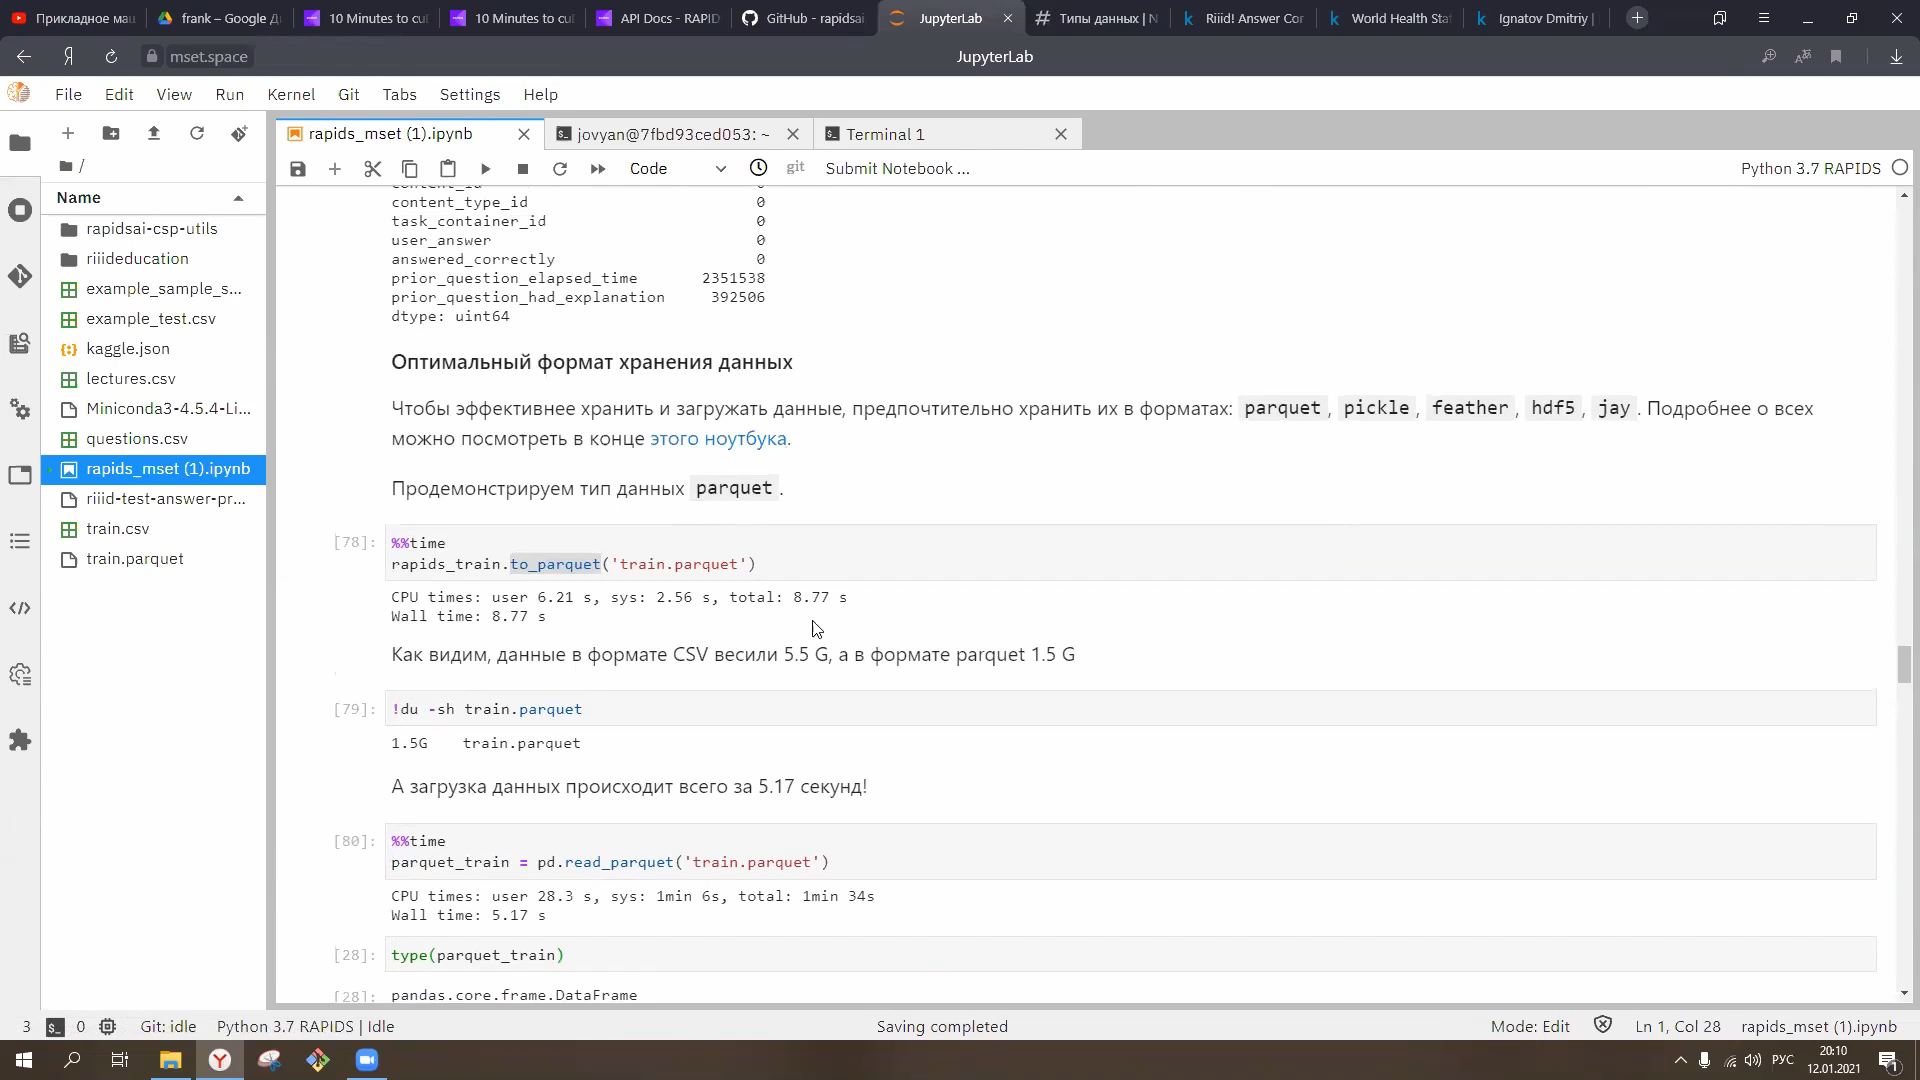 Прикладное маш
frank – Google Д
10 Minutes to cu
10 Minutes to cu
API Docs - RAPID
GitHub - rapidsai
JupyterLab
Типы данных | N
Riiid! Answer Cor
World Health Sta
Ignatov Dmitriy |
mset.space
JupyterLab
File Edit View Run Kernel Git Tabs Settings Help
rapids_mset (1).ipynb
jovyan@7fbd93ced053: ~
Terminal 1
/
Code
git
Submit Notebook ...
Python 3.7 RAPIDS
Name
rapidsai-csp-utils
riiideducation
example_sample_s...
example_test.csv
kaggle.json
lectures.csv
Miniconda3-4.5.4-Li...
questions.csv
rapids_mset (1).ipynb
riiid-test-answer-pr...
train.csv
train.parquet
content_type_id 0
task_container_id 0
user_answer 0
answered_correctly 0
prior_question_elapsed_time 2351538
prior_question_had_explanation 392506
dtype: uint64
Оптимальный формат хранения данных
Чтобы эффективнее хранить и загружать данные, предпочтительно хранить их в форматах: parquet, pickle, feather, hdf5, jay. Подробнее о всех
можно посмотреть в конце этого ноутбука.
Продемонстрируем тип данных parquet.
[78]: %%time
rapids_train.to_parquet('train.parquet')
CPU times: user 6.21 s, sys: 2.56 s, total: 8.77 s
Wall time: 8.77 s
Как видим, данные в формате CSV весили 5.5 G, а в формате parquet 1.5 G
[79]: !du -sh train.parquet
1.5G train.parquet
А загрузка данных происходит всего за 5.17 секунд!
[80]: %%time
parquet_train = pd.read_parquet('train.parquet')
CPU times: user 28.3 s, sys: 1min 6s, total: 1min 34s
Wall time: 5.17 s
[28]: type(parquet_train)
[28]: pandas.core.frame.DataFrame
3 0 Git: idle Python 3.7 RAPIDS | Idle
Saving completed
Mode: Edit Ln 1, Col 28 rapids_mset (1).ipynb
РУС
20:10
12.01.2021
1